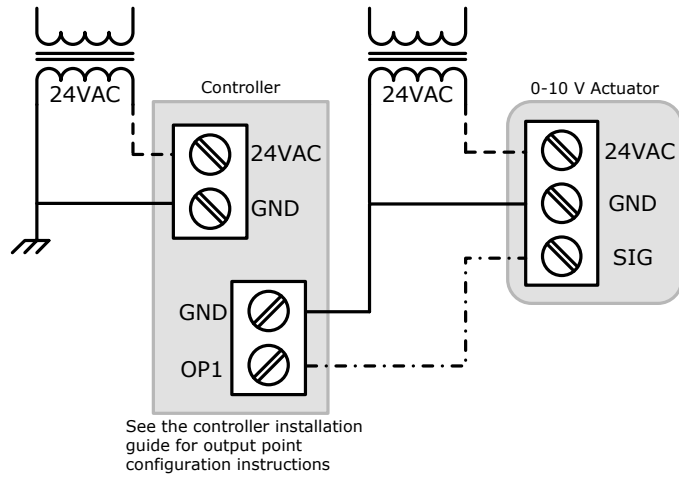 24VAC
Controller
24VAC
GND
GND
OP1
See the controller installation
guide for output point
configuration instructions
24VAC
0-10 V Actuator
24VAC
GND
SIG